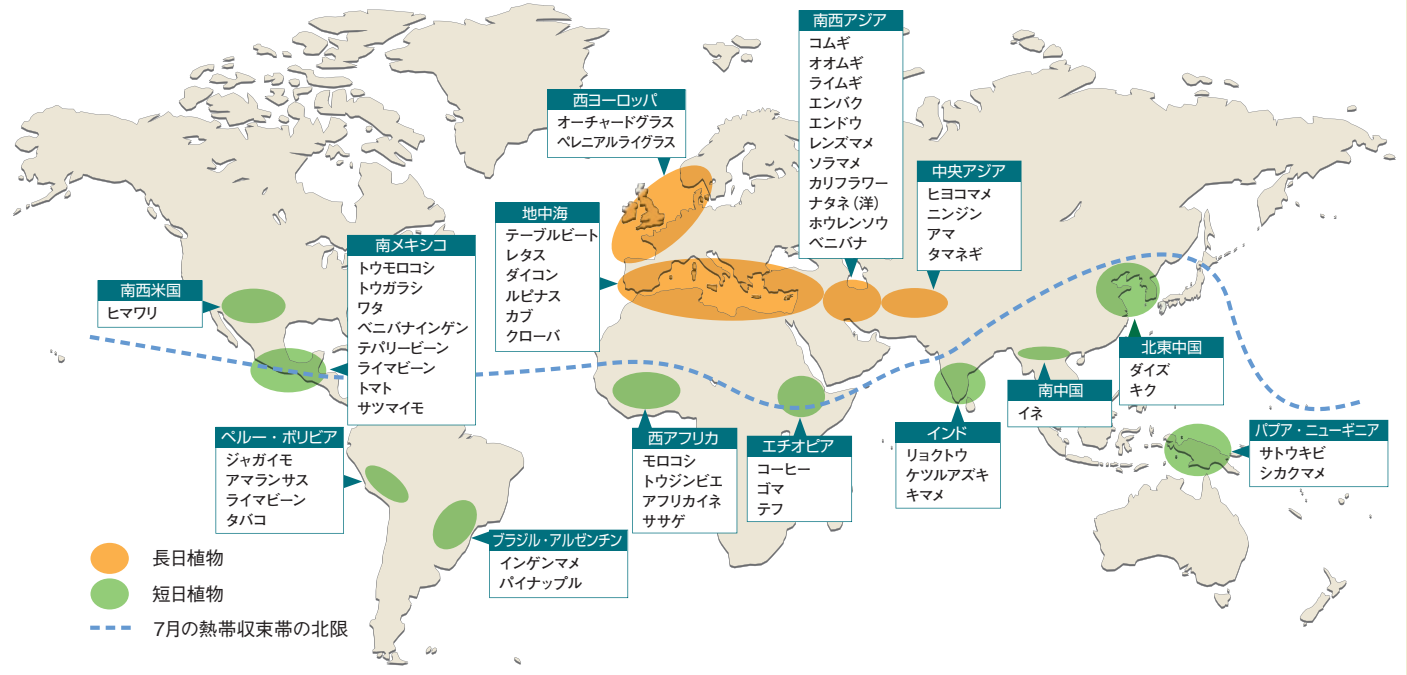 南西アジア
コムギ
オオムギ
ライムギ
エンバク
エンドウ
レンズマメ
ソラマメ
カリフラワー
ナタネ（洋）
ホウレンソウ
ベニバナ
西ヨーロッパ
オーチャードグラス
ペレニアルライグラス
中央アジア
ヒヨコマメ
ニンジン
アマ
タマネギ
地中海
テーブルビート
レタス
ダイコン
ルピナス
カブ
クローバ
南メキシコ
トウモロコシ
トウガラシ
ワタ
ベニバナインゲン
テパリービーン
ライマビーン
トマト
サツマイモ
南西米国
ヒマワリ
北東中国
ダイズ
キク
南中国
イネ
パプア・ニューギニア
サトウキビ
シカクマメ
インド
リョクトウ
ケツルアズキ
キマメ
エチオピア
コーヒー
ゴマ
テフ
西アフリカ
モロコシ
トウジンビエ
アフリカイネ
ササゲ
ペルー・ボリビア
ジャガイモ
アマランサス
ライマビーン
タバコ
ブラジル・アルゼンチン
インゲンマメ
パイナップル
長日植物
短日植物
7月の熱帯収束帯の北限